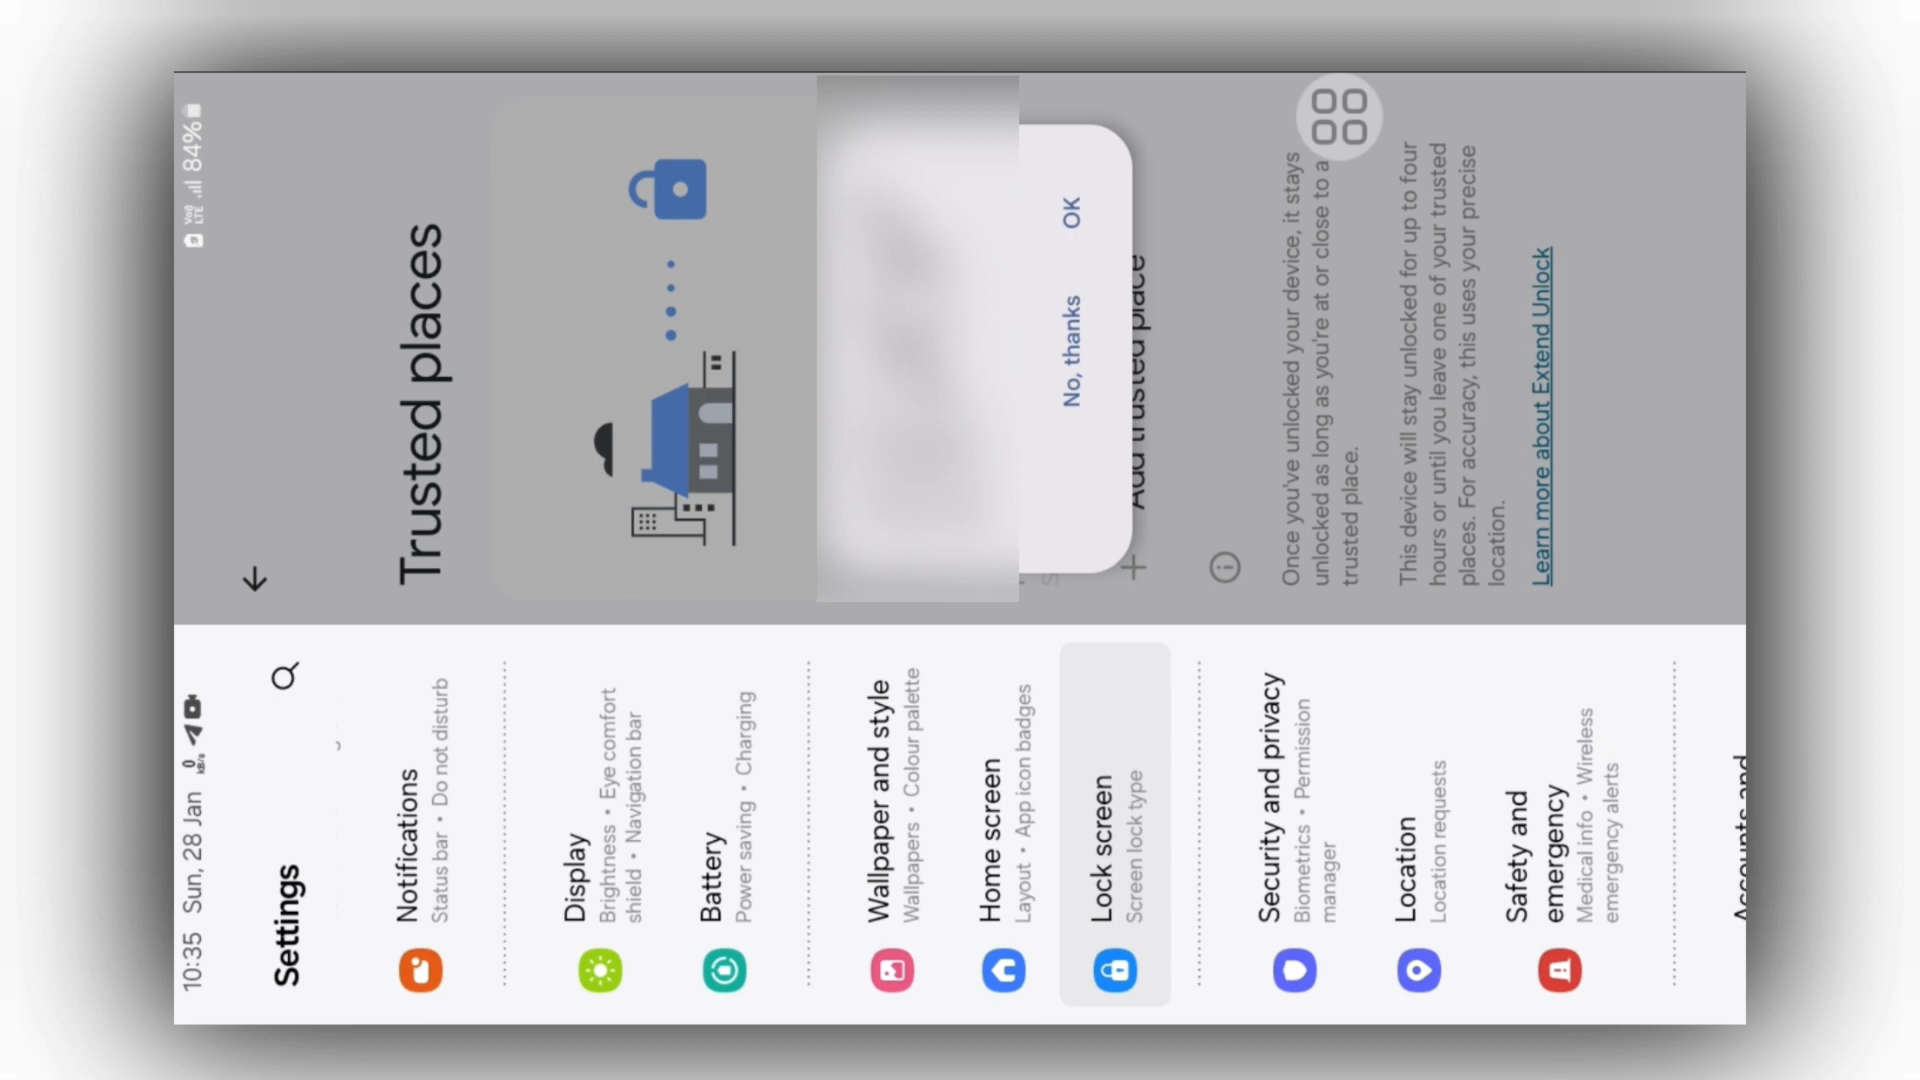 10:35 Sun, 28 Jan 0 kB/s
Vo)) LTE 84%
Settings
Notifications
Status bar • Do not disturb
Display
Brightness • Eye comfort
shield • Navigation bar
Battery
Power saving • Charging
Wallpaper and style
Wallpapers • Colour palette
Home screen
Layout • App icon badges
Lock screen
Screen lock type
Security and privacy
Biometrics • Permission
manager
Location
Location requests
Safety and
emergency
Medical info • Wireless
emergency alerts
Accounts and
Trusted places
No, thanks OK
Add trusted place
Once you've unlocked your device, it stays
unlocked as long as you're at or close to a
trusted place.
This device will stay unlocked for up to four
hours or until you leave one of your trusted
places. For accuracy, this uses your precise
location.
Learn more about Extend Unlock